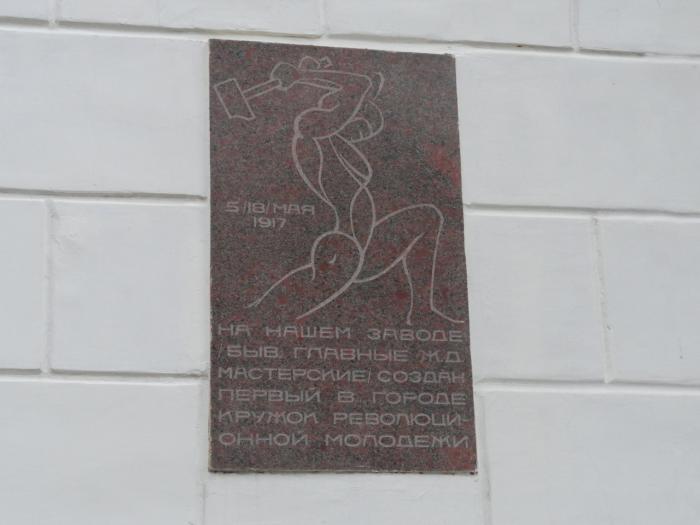 5/18/МАЯ
1917
НА НАШЕМ ЗАВОДЕ
/БЫВ. ГЛАВНЫЕ Ж.Д.
МАСТЕРСКИЕ/ СОЗДАН
ПЕРВЫЙ В ГОРОДЕ
КРУЖОК РЕВОЛЮЦИ-
ОННОЙ МОЛОДЕЖИ